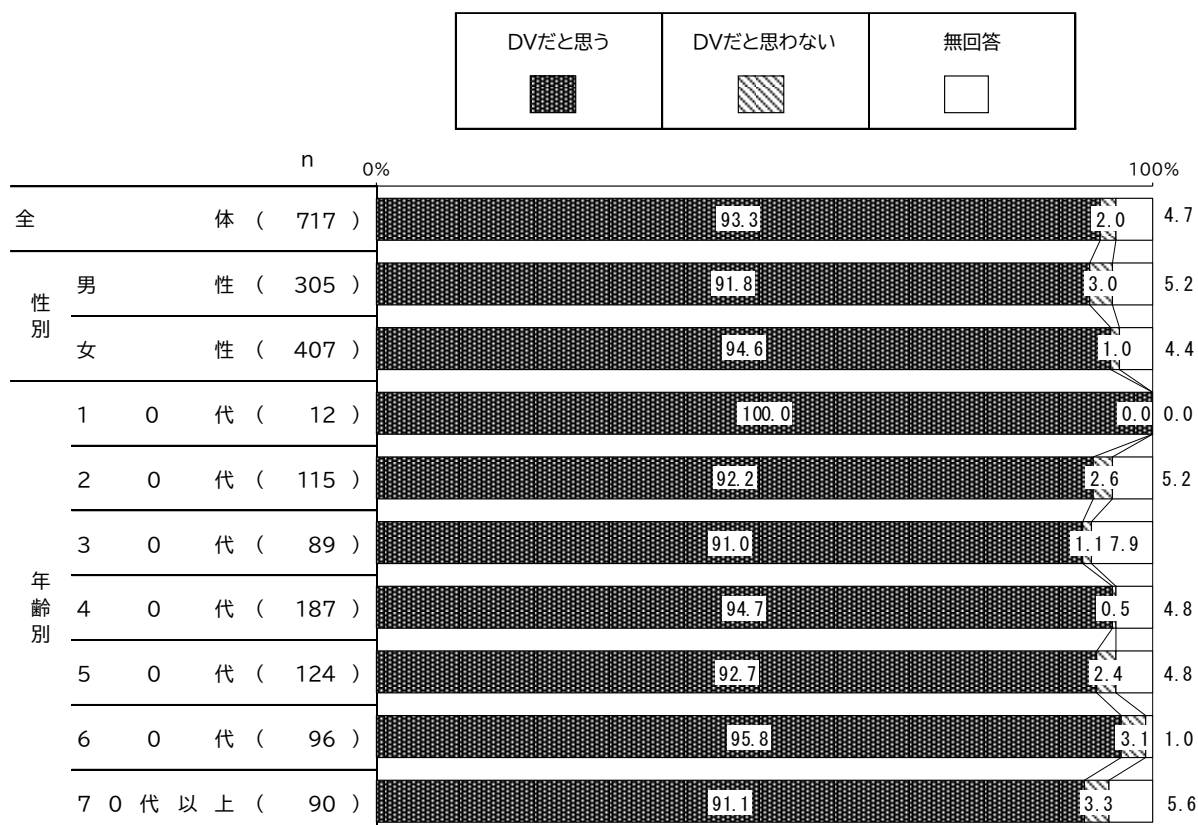 DVだと思う DVだと思わない 無回答
n
0% 100%
全体( 717 ) 93.3 2.0 4.7
性別
男性( 305 ) 91.8 3.0 5.2
女性( 407 ) 94.6 1.0 4.4
年齢別
10代( 12 ) 100.0 0.0 0.0
20代( 115 ) 92.2 2.6 5.2
30代( 89 ) 91.0 1.1 7.9
40代( 187 ) 94.7 0.5 4.8
50代( 124 ) 92.7 2.4 4.8
60代( 96 ) 95.8 3.1 1.0
70代以上( 90 ) 91.1 3.3 5.6